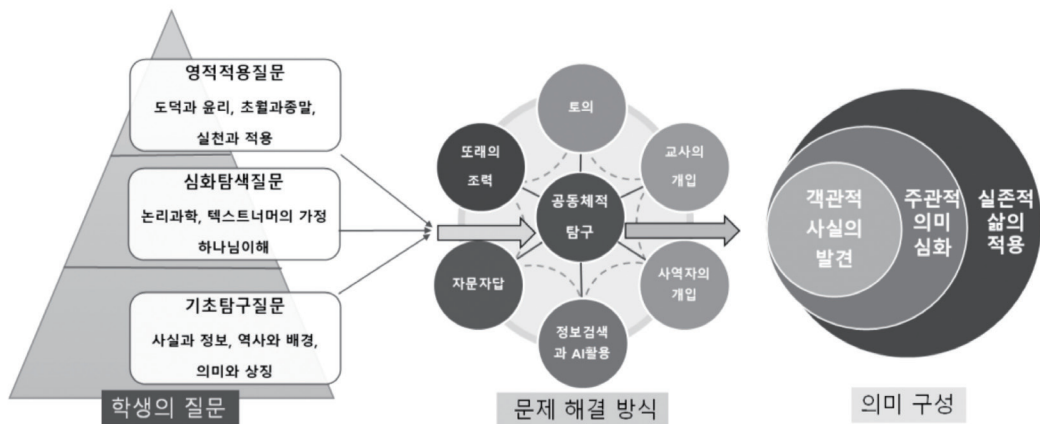 영적적용질문
도덕과 윤리, 초월과종말,
실천과 적용
심화탐색질문
논리과학, 텍스트너머의 가정
하나님이해
기초탐구질문
사실과 정보, 역사와 배경,
의미와 상징
학생의 질문
토의
또래의
조력
교사의
개입
공동체적
탐구
자문자답
사역자의
개입
정보검색
과 AI활용
문제 해결 방식
객관적
사실의
발견
주관적
의미
심화
실존적
삶의
적용
의미 구성